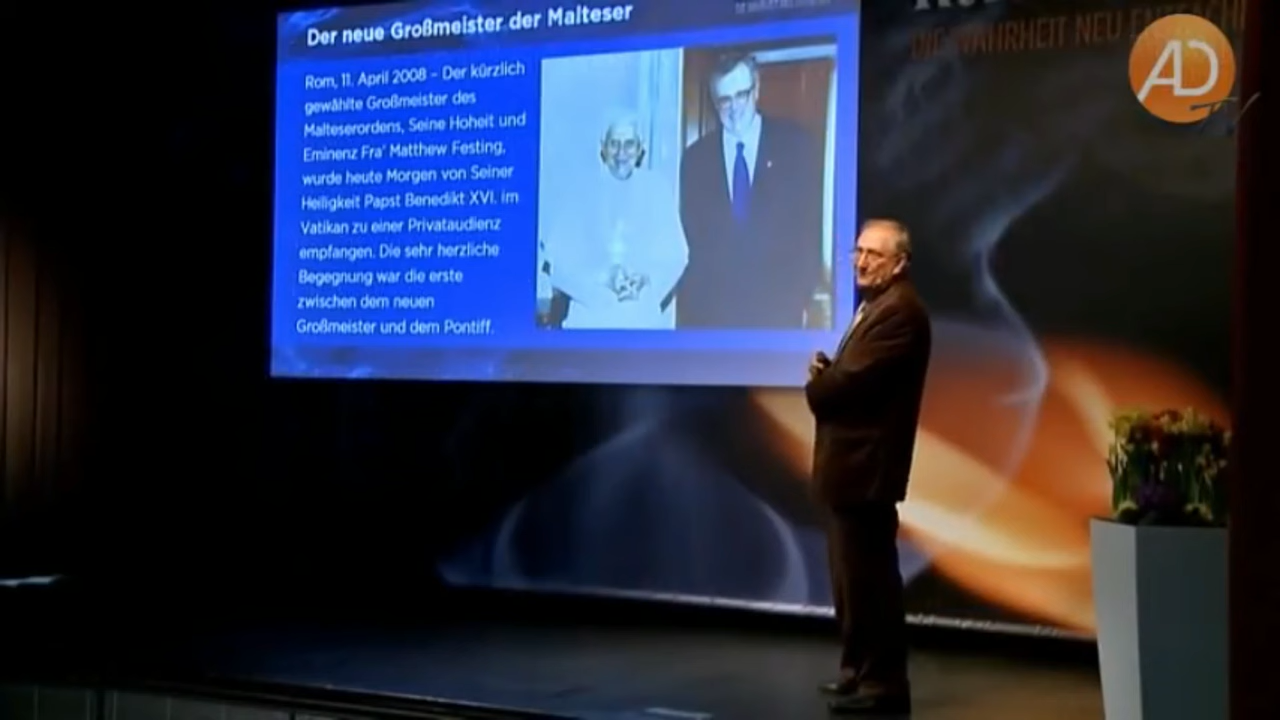 Der neue Großmeister der Malteser
Rom, 11. April 2008 – Der kürzlich
gewählte Großmeister des
Malteserordens, Seine Hoheit und
Eminenz Fra' Matthew Festing,
wurde heute Morgen von Seiner
Heiligkeit Papst Benedikt XVI. im
Vatikan zu einer Privataudienz
empfangen. Die sehr herzliche
Begegnung war die erste
zwischen dem neuen
Großmeister und dem Pontiff.
DIE WAHRHEIT NEU
AD
TV